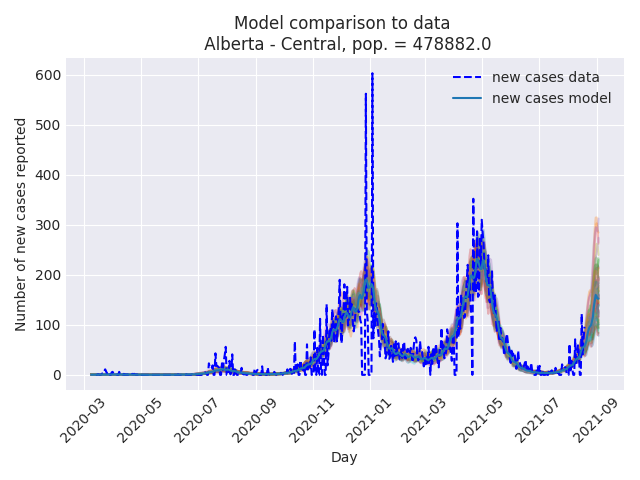 Model comparison to data
Alberta - Central, pop. = 478882.0
new cases data
new cases model
Number of new cases reported
600
500
400
300
200
100
0
2020-03
2020-05
2020-07
2020-09
2020-11
2021-01
2021-03
2021-05
2021-07
2021-09
Day